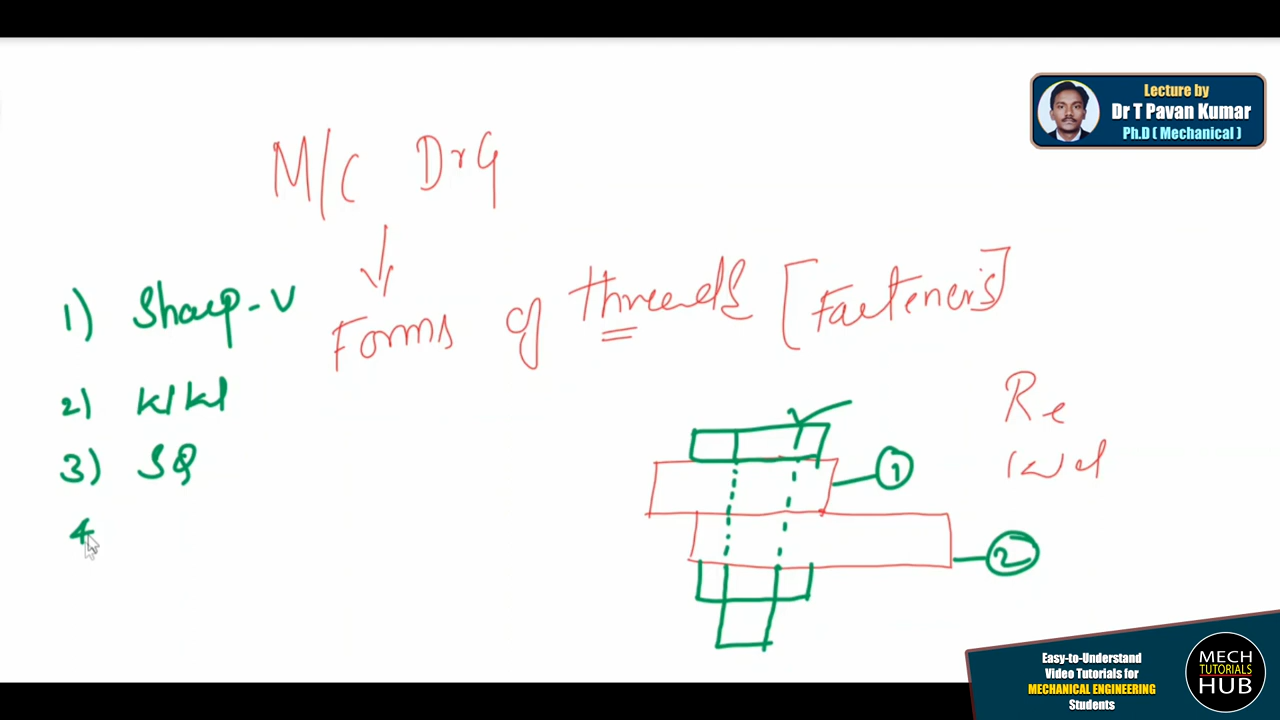 Lecture by
Dr T Pavan Kumar
Ph.D ( Mechanical )
M/C DrG
1) Sharp-V
Forms of threads [Fasteners]
2)
3) SQ
4
1
2
Re
Easy-to-Understand
Video Tutorials for
MECHANICAL ENGINEERING
Students
MECH
TUTORIALS
HUB